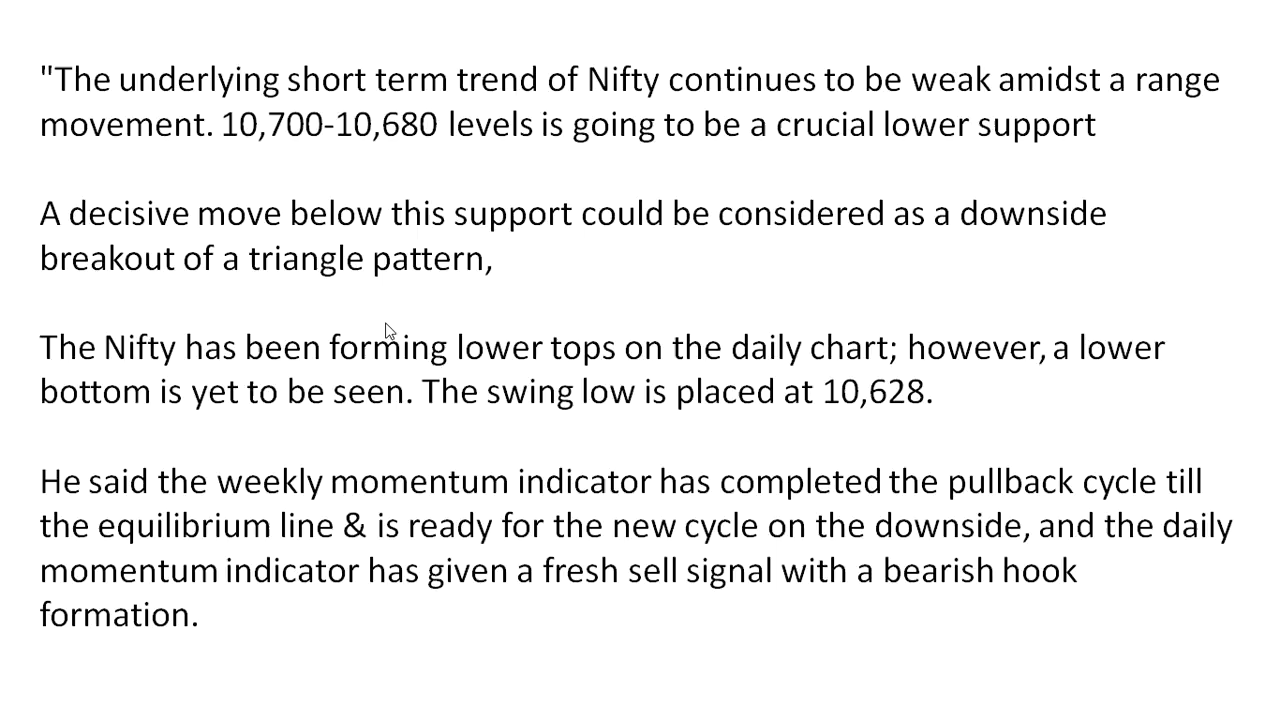 "The underlying short term trend of Nifty continues to be weak amidst a range
movement. 10,700-10,680 levels is going to be a crucial lower support
A decisive move below this support could be considered as a downside
breakout of a triangle pattern,
The Nifty has been forming lower tops on the daily chart; however, a lower
bottom is yet to be seen. The swing low is placed at 10,628.
He said the weekly momentum indicator has completed the pullback cycle till
the equilibrium line & is ready for the new cycle on the downside, and the daily
momentum indicator has given a fresh sell signal with a bearish hook
formation.